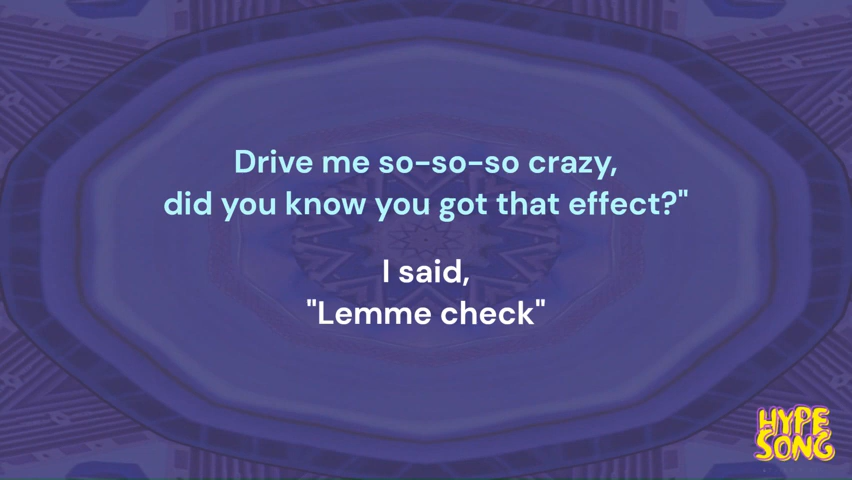 Drive me so-so-so crazy,
did you know you got that effect?"
I said,
"Lemme check"
HYPE
SONG